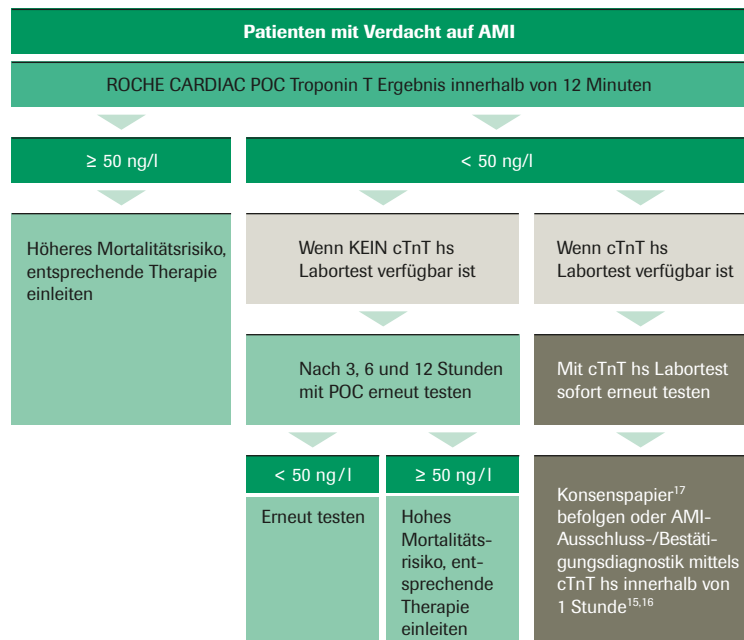 Patienten mit Verdacht auf AMI
ROCHE CARDIAC POC Troponin T Ergebnis innerhalb von 12 Minuten
≥ 50 ng/l
< 50 ng/l
Höheres Mortalitätsrisiko,
entsprechende Therapie
einleiten
Wenn KEIN cTnT hs
Labortest verfügbar ist
Wenn cTnT hs
Labortest verfügbar ist
Nach 3, 6 und 12 Stunden
mit POC erneut testen
Mit cTnT hs Labortest
sofort erneut testen
< 50 ng/l
≥ 50 ng/l
Erneut testen
Hohes
Mortalitäts-
risiko, ent-
sprechende
Therapie
einleiten
Konsenspapier¹⁷
befolgen oder AMI-
Ausschluss-/Bestäti-
gungsdiagnostik mittels
cTnT hs innerhalb von
1 Stunde¹⁵,¹⁶